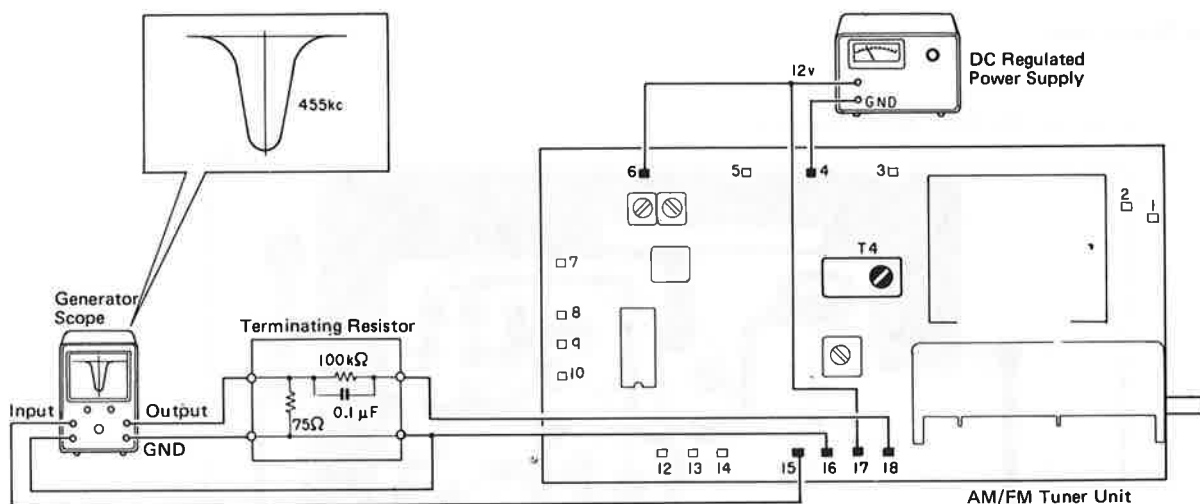 455kc
12v
GND
DC Regulated
Power Supply
6
5
4
3
2
1
7
T4
8
9
10
Generator
Scope
Terminating Resistor
100kΩ
0.1 μF
75Ω
Input
Output
GND
12
13
14
15
16
17
18
AM/FM Tuner Unit